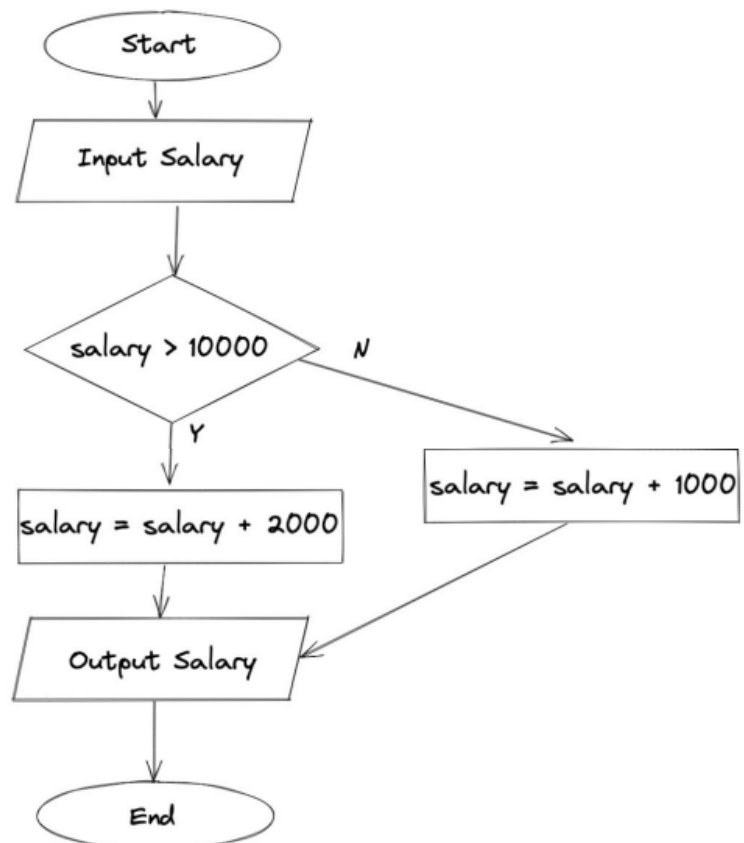 Start
Input Salary
salary > 10000
N
Y
salary = salary + 1000
salary = salary + 2000
Output Salary
End